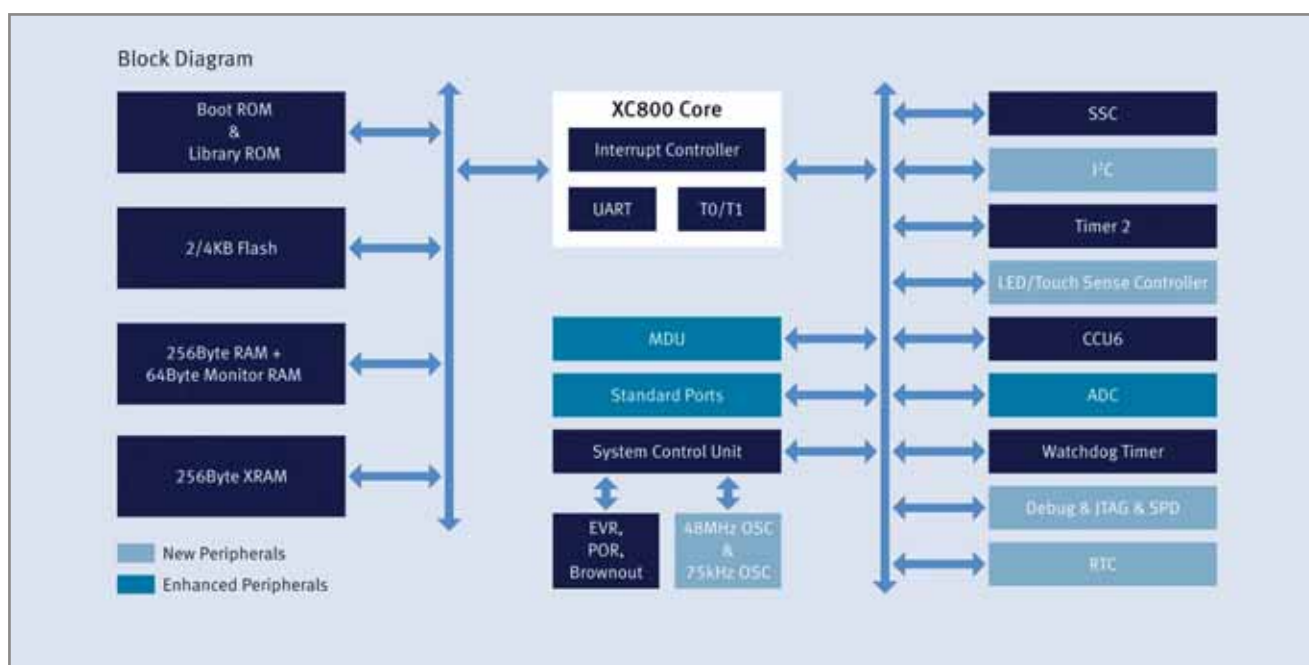 Block Diagram
Boot ROM
&
Library ROM
2/4KB Flash
256Byte RAM +
64Byte Monitor RAM
256Byte XRAM
New Peripherals
Enhanced Peripherals
XC800 Core
Interrupt Controller
UART
T0/T1
MDU
Standard Ports
System Control Unit
EVR,
POR,
Brownout
48MHz OSC
&
75kHz OSC
SSC
I²C
Timer 2
LED/Touch Sense Controller
CCU6
ADC
Watchdog Timer
Debug & JTAG & SPD
RTC